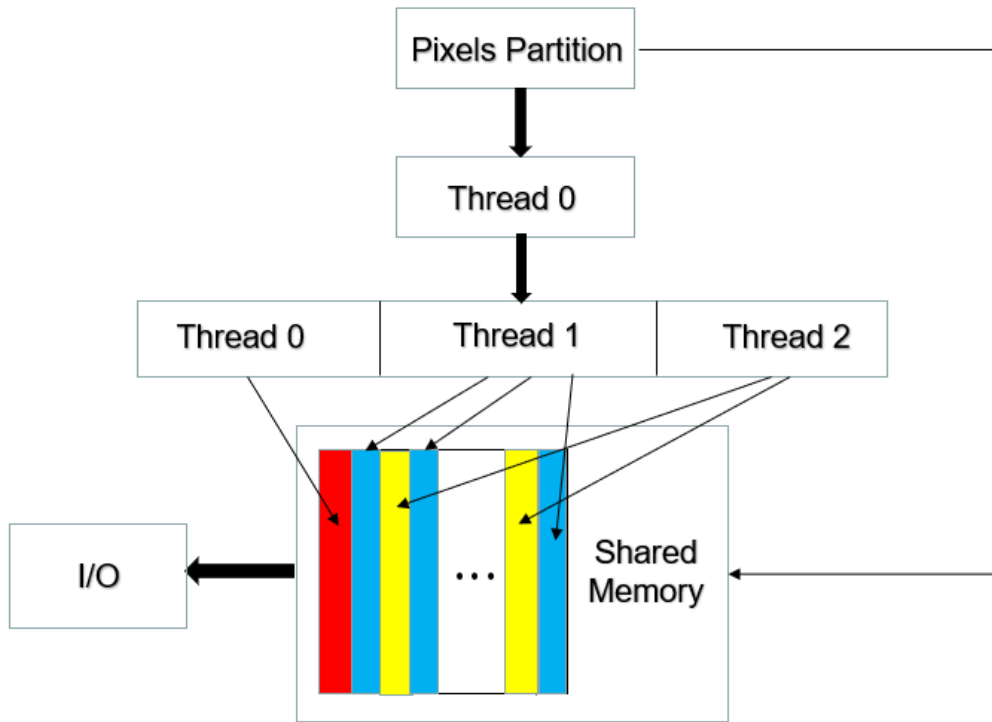 Pixels Partition
Thread 0
Thread 0
Thread 1
Thread 2
I/O
...
Shared
Memory